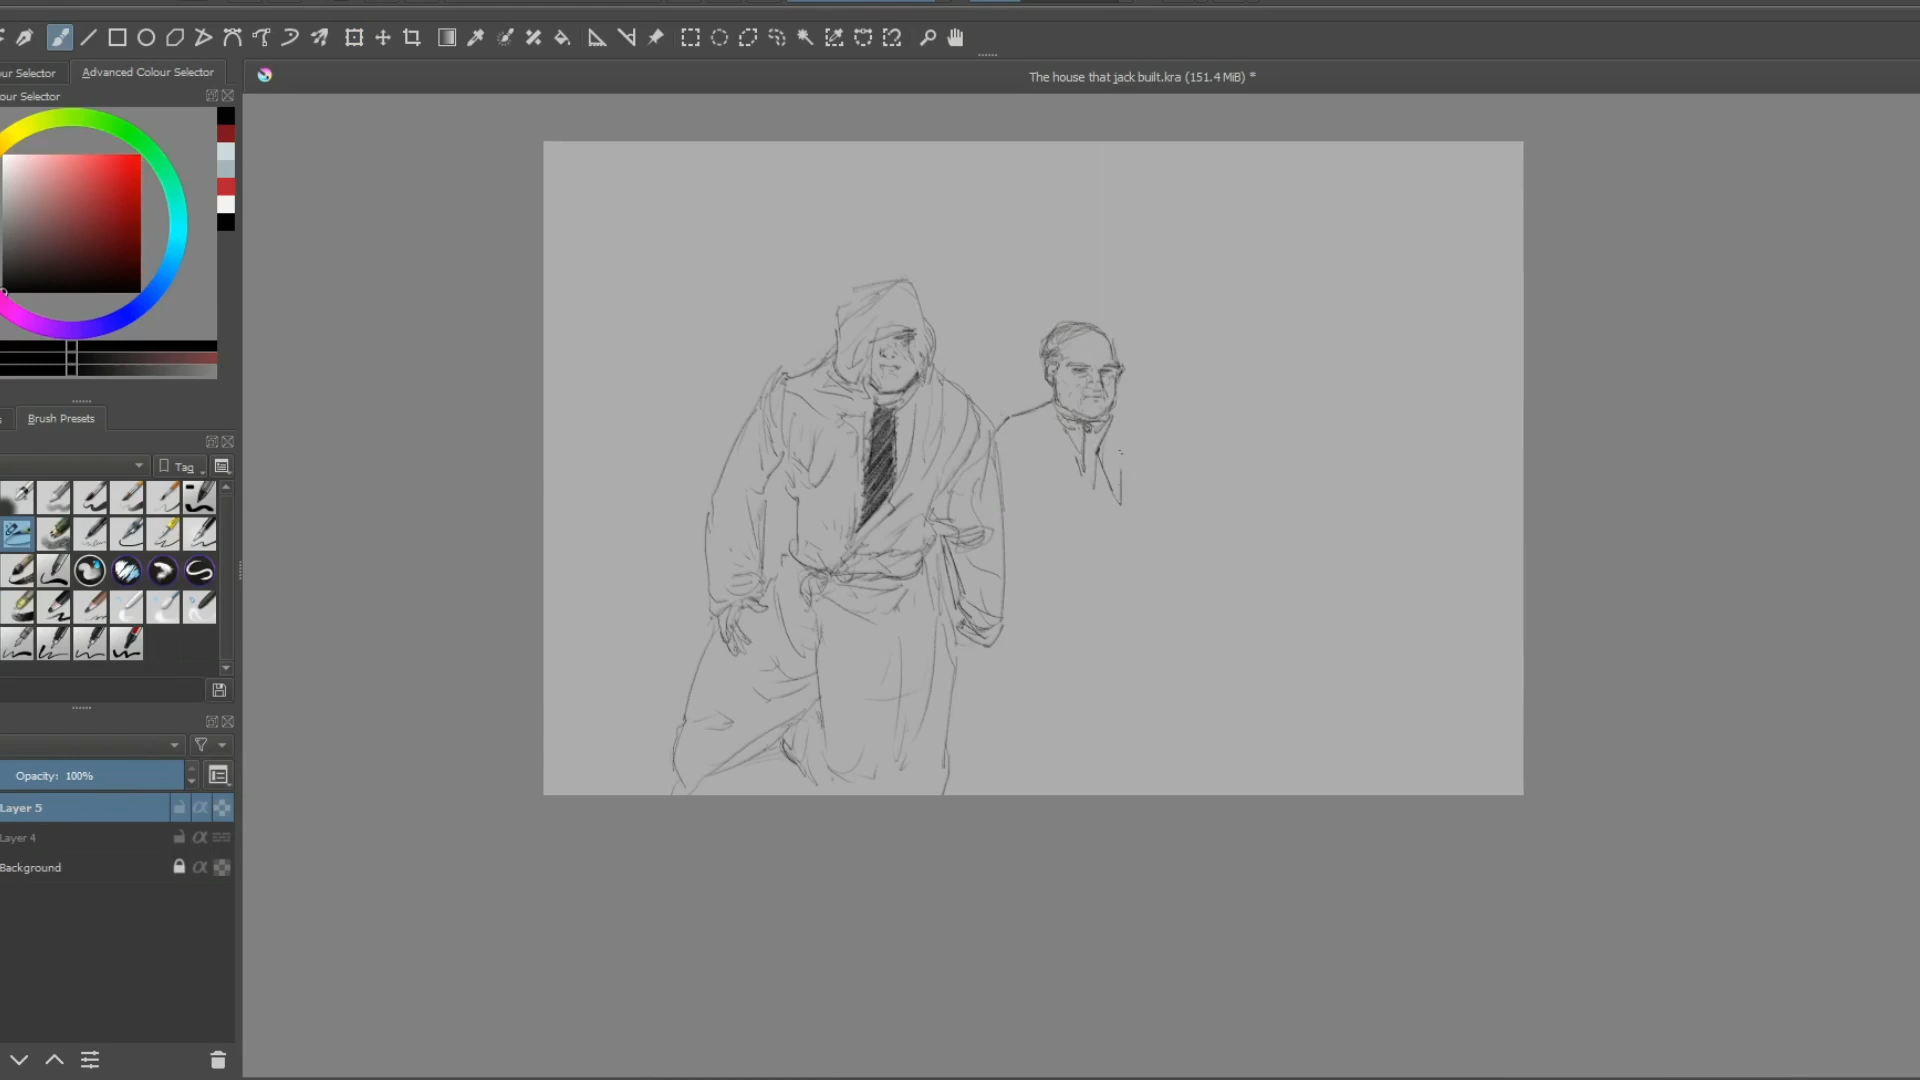 The house that jack built.kra (151.4 MiB) *
our Selector
Advanced Colour Selector
our Selector
Brush Presets
Tag
Opacity: 100%
Layer 5
Layer 4
Background